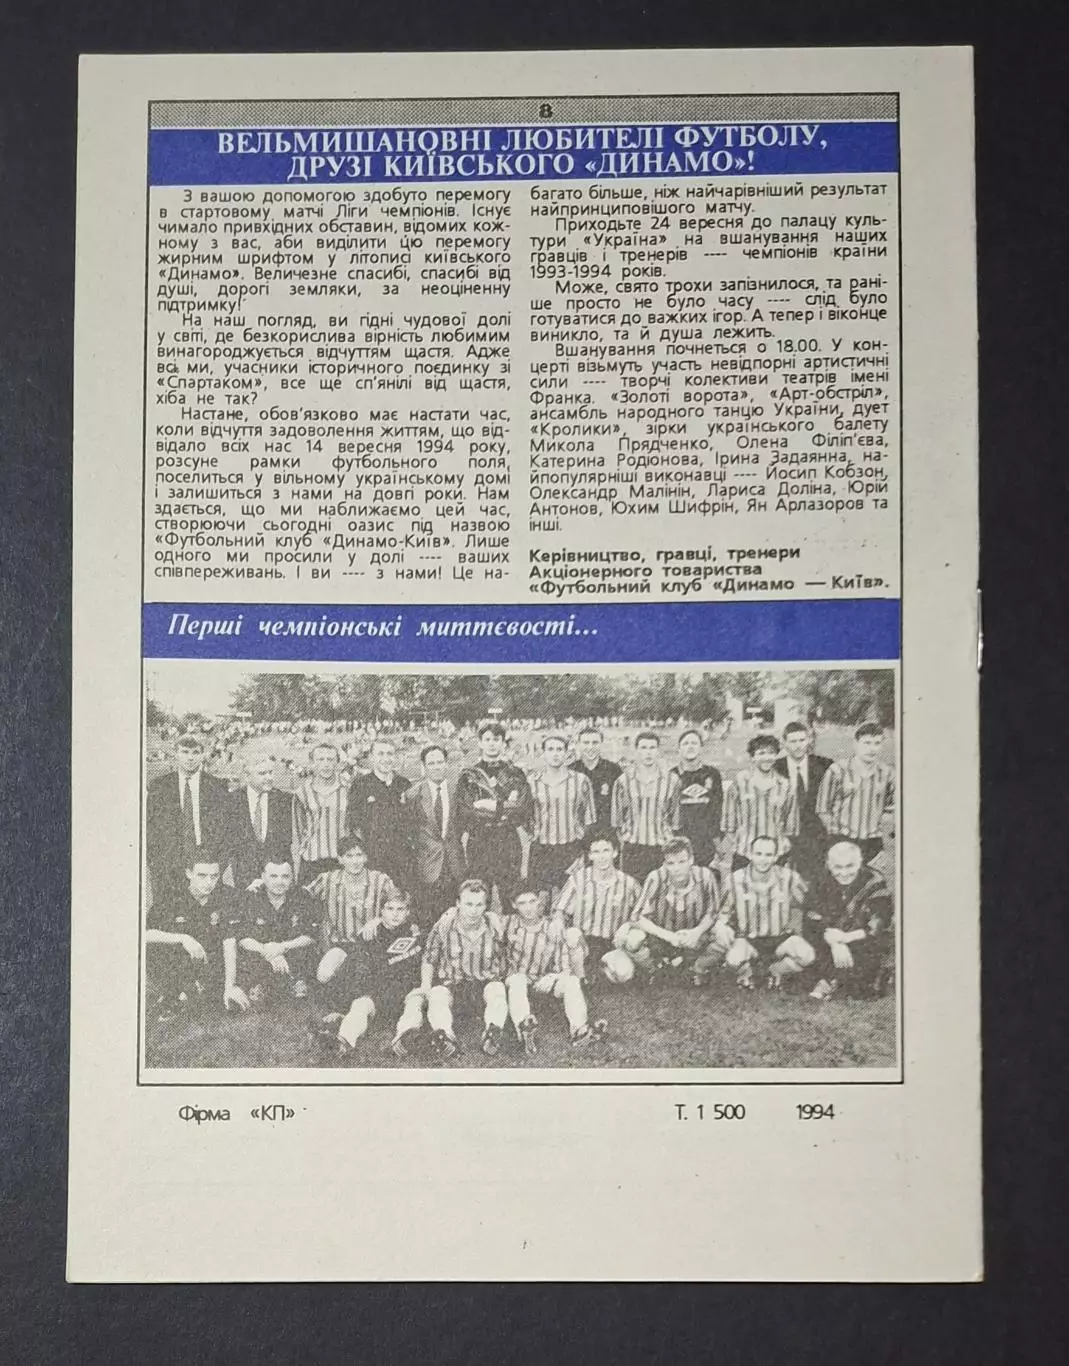 8
ВЕЛЬМИШАНОВНІ ЛЮБИТЕЛІ ФУТБОЛУ,
ДРУЗІ КИЇВСЬКОГО «ДИНАМО»!
З вашою допомогою здобуто перемогу
в стартовому матчі Ліги чемпіонів. Існує
чимало привхідних обставин, відомих кож-
ному з вас, аби виділити цю перемогу
жирним шрифтом у літописі київського
«Динамо». Величезне спасибі, спасибі від
душі, дорогі земляки, за неоціненну
підтримку!
На наш погляд, ви гідні чудової долі
у світі, де безкорислива вірність любимим
винагороджується відчуттям щастя. Адже
всі ми, учасники історичного поєдинку зі
«Спартаком», все ще сп'янілі від щастя,
хіба не так?
Настане, обов'язково має настати час,
коли відчуття задоволення життям, що від-
відало всіх нас 14 вересня 1994 року,
розсуне рамки футбольного поля,
поселиться у вільному українському домі
і залишиться з нами на довгі роки. Нам
здається, що ми наближаємо цей час,
створюючи сьогодні оазис під назвою
«Футбольний клуб «Динамо-Київ». Лише
одного ми просили у долі ---- ваших
співпереживань. І ви ---- з нами! Це на-
багато більше, ніж найчарівніший результат
найпринциповішого матчу.
Приходьте 24 вересня до палацу куль-
тури «Україна» на вшанування наших
гравців і тренерів ---- чемпіонів країни
1993-1994 років.
Може, свято трохи запізнилося, та рані-
ше просто не було часу ---- слід було
готуватися до важких ігор. А тепер і віконце
виникло, та й душа лежить.
Вшанування почнеться о 18.00. У кон-
церті візьмуть участь невідпорні артистичні
сили ---- творчі колективи театрів імені
Франка. «Золоті ворота», «Арт-обстріл»,
ансамбль народного танцю України, дует
«Кролики», зірки українського балету
Микола Прядченко, Олена Філіп'єва,
Катерина Родіонова, Ірина Задаянна, на-
йпопулярніші виконавці ---- Йосип Кобзон,
Олександр Малінін, Лариса Доліна, Юрій
Антонов, Юхим Шифрін, Ян Арлазоров та
інші.
Керівництво, гравці, тренери
Акціонерного товариства
«Футбольний клуб «Динамо — Київ».
Перші чемпіонські миттєвості...
Фірма «КП» Т. 1 500 1994